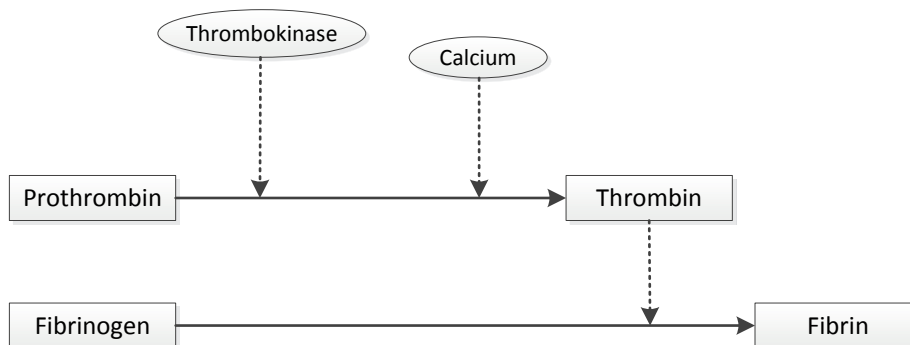 Thrombokinase
Calcium
Prothrombin
Thrombin
Fibrinogen
Fibrin